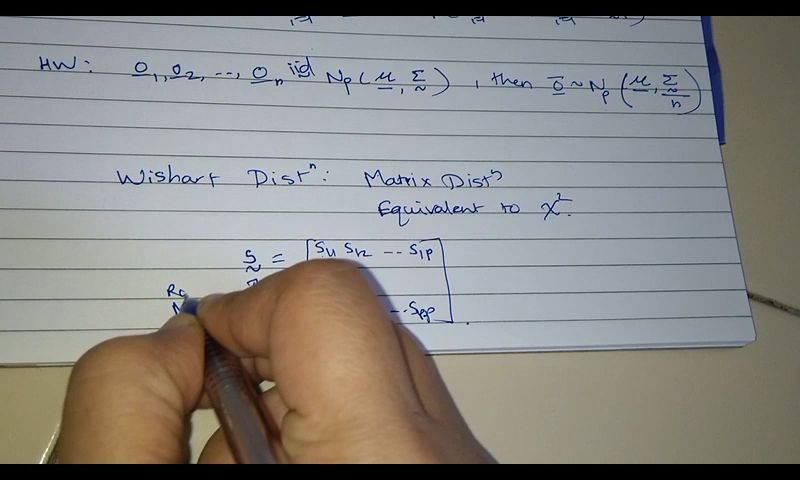 HW: O1, O2, ..., On iid Np(μ, Σ), then O̅ ~ Np(μ, Σ/n)
Wishart Distⁿ: Matrix Distⁿ
Equivalent to χ².
S = [S11 S12 -- S1p
-- Spp].